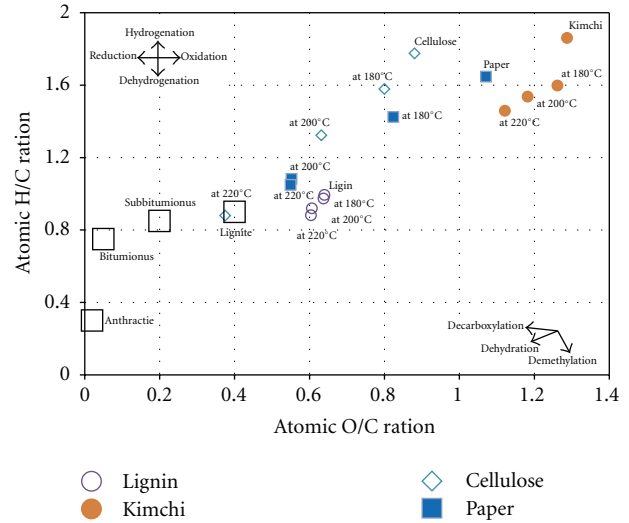 2
1.6
1.2
0.8
0.4
0
Atomic H/C ration
Hydrogenation
Reduction
Oxidation
Dehydrogenation
Kimchi
Cellulose
Paper
at 180°C
at 180°C
at 200°C
at 180°C
at 220°C
at 200°C
at 220°C
at 220°C
Ligin
at 180°C
at 200°C
at 220°C
Subbitumionus
Lignite
Bitumionus
Anthractie
Decarboxylation
Dehydration
Demethylation
0
0.2
0.4
0.6
0.8
1
1.2
1.4
Atomic O/C ration
Lignin
Cellulose
Kimchi
Paper